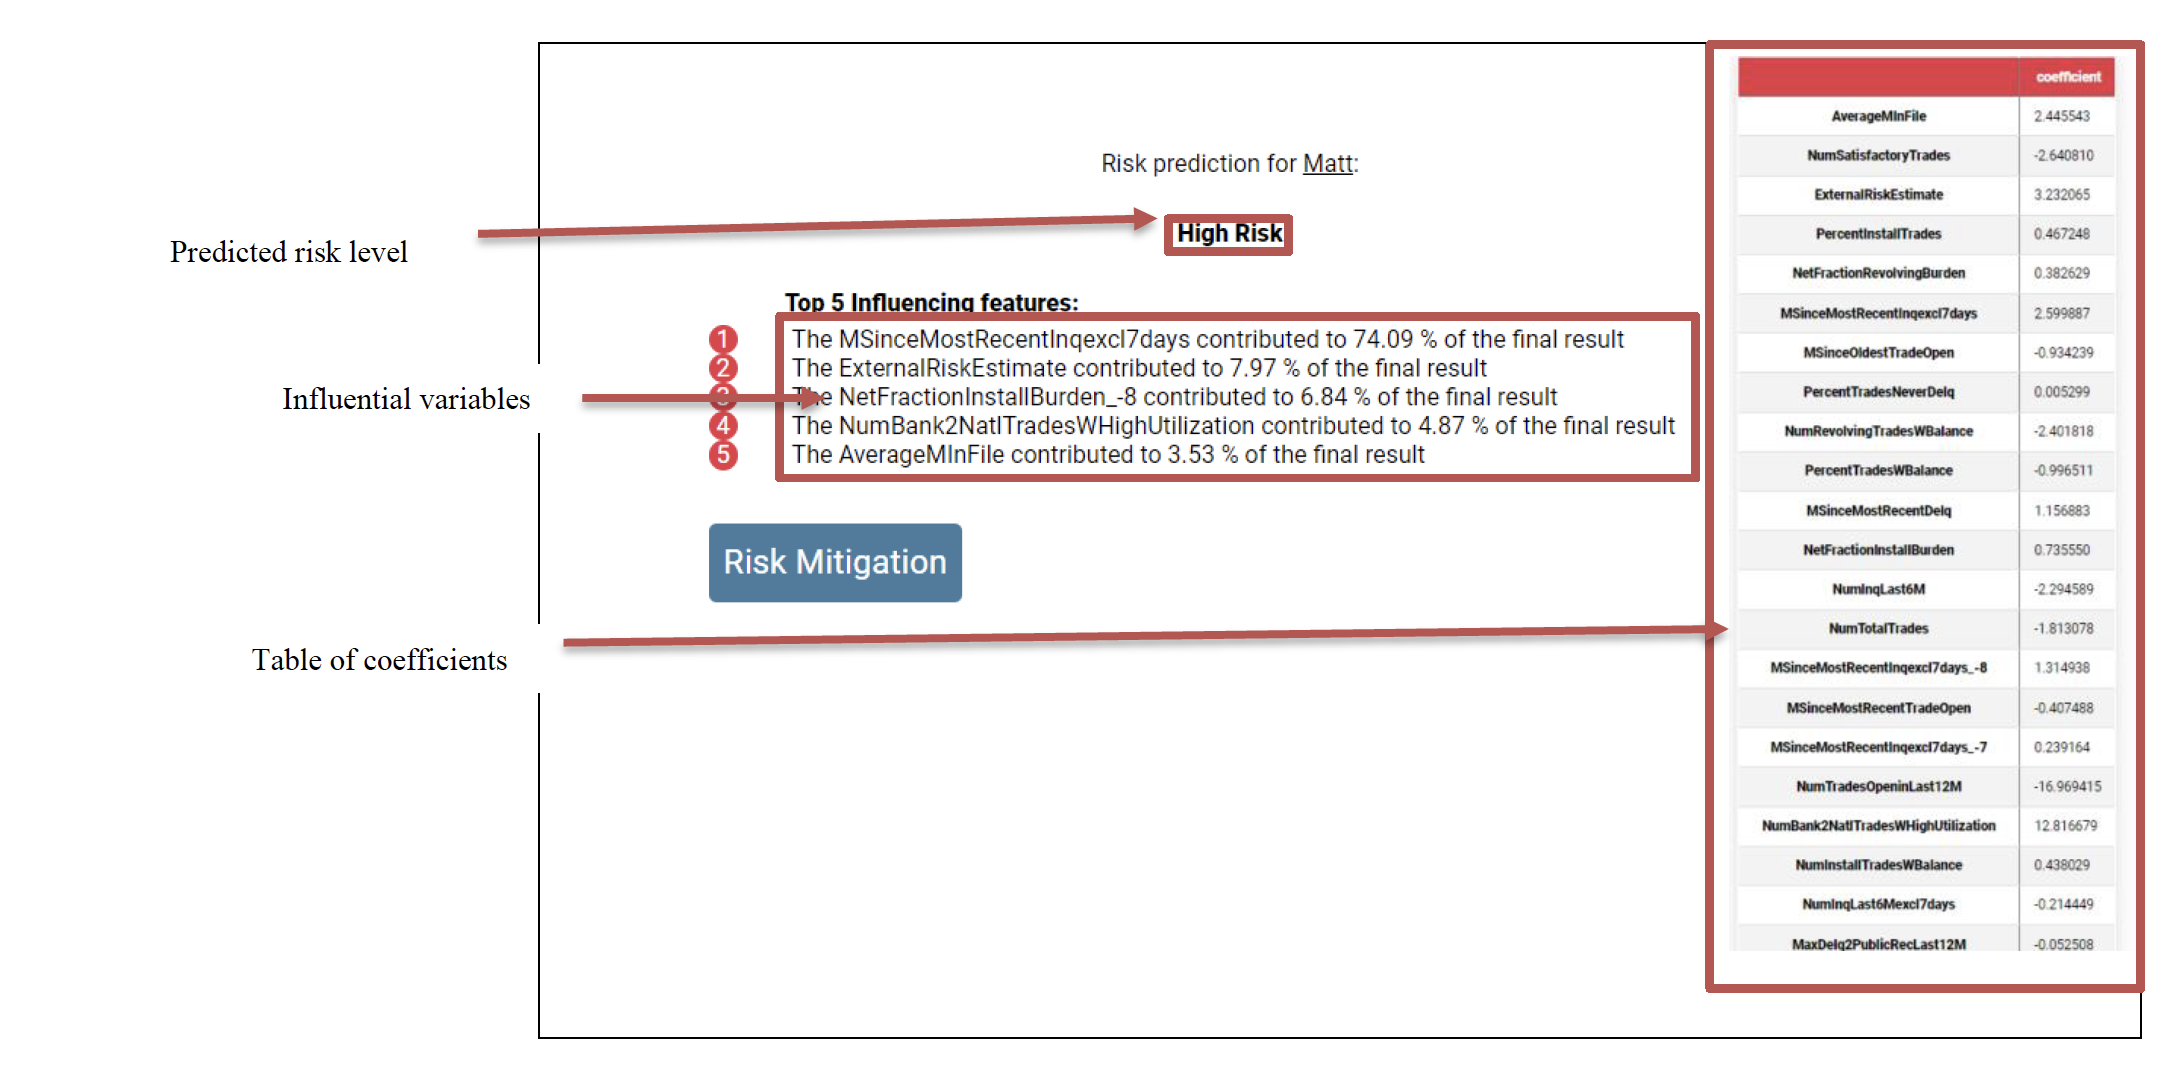 Risk prediction for Matt:
Predicted risk level
High Risk
Top 5 Influencing features:
1 The MSinceMostRecentInqexcl7days contributed to 74.09 % of the final result
2 The ExternalRiskEstimate contributed to 7.97 % of the final result
Influential variables
3 The NetFractionInstallBurden_-8 contributed to 6.84 % of the final result
4 The NumBank2NatlTradesWHighUtilization contributed to 4.87 % of the final result
5 The AverageMInFile contributed to 3.53 % of the final result
Risk Mitigation
Table of coefficients
coefficient
AverageMInFile 2.445543
NumSatisfactoryTrades -2.640810
ExternalRiskEstimate 3.232065
PercentInstallTrades 0.467248
NetFractionRevolvingBurden 0.382629
MSinceMostRecentInqexcl7days 2.599887
MSinceOldestTradeOpen -0.934239
PercentTradesNeverDelq 0.005299
NumRevolvingTradesWBalance -2.401818
PercentTradesWBalance -0.996511
MSinceMostRecentDelq 1.156883
NetFractionInstallBurden 0.735550
NumInqLast6M -2.294589
NumTotalTrades -1.813078
MSinceMostRecentInqexcl7days_-8 1.314938
MSinceMostRecentTradeOpen -0.407488
MSinceMostRecentInqexcl7days_-7 0.239164
NumTradesOpeninLast12M -16.969415
NumBank2NatlTradesWHighUtilization 12.816679
NumInstallTradesWBalance 0.438029
NumInqLast6Mexcl7days -0.214449
MaxDelq2PublicRecLast12M -0.052508